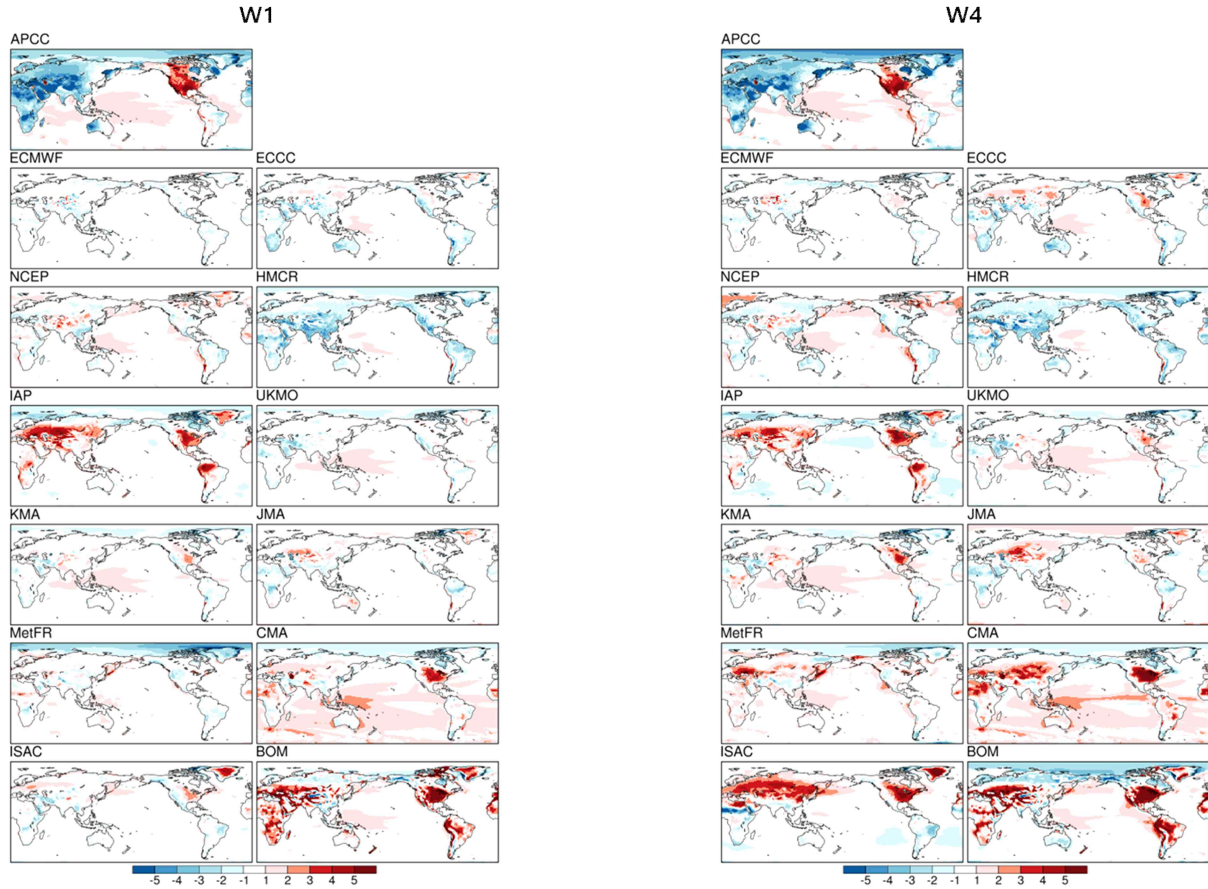 W1 W4
APCC APCC
ECMWF ECCC ECMWF ECCC
NCEP HMCR NCEP HMCR
IAP UKMO IAP UKMO
KMA JMA KMA JMA
MetFR CMA MetFR CMA
ISAC BOM ISAC BOM
-5 -4 -3 -2 -1 1 2 3 4 5 -5 -4 -3 -2 -1 1 2 3 4 5